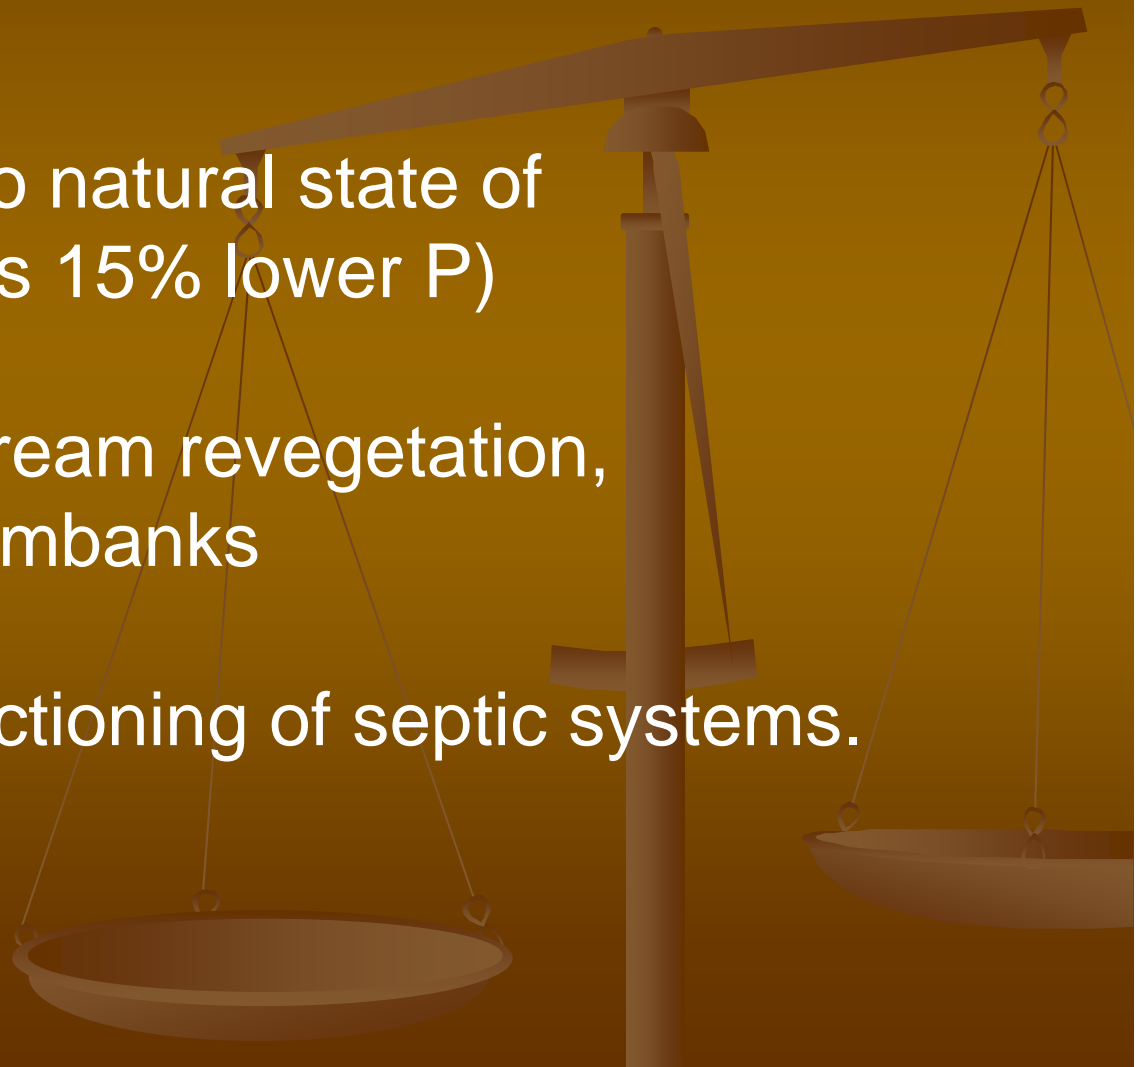 o natural state of
s 15% lower P)
ream revegetation,
mbanks
ctioning of septic systems.